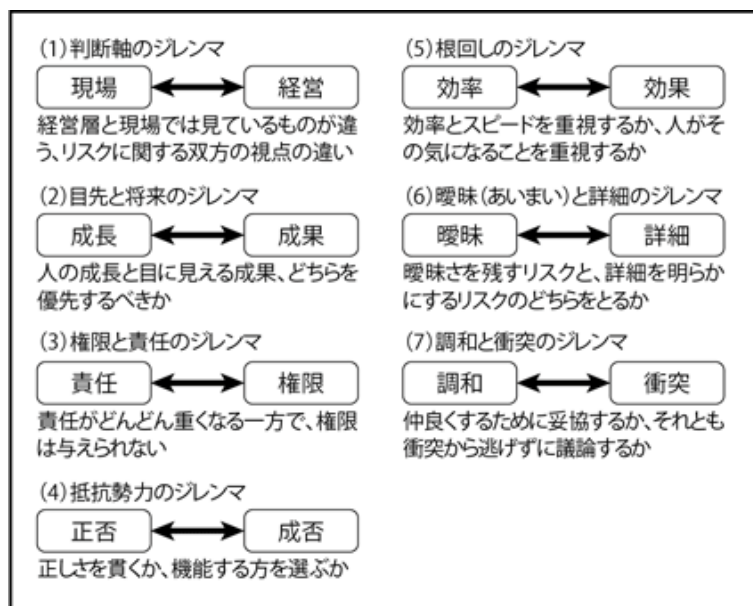 (1)判断軸のジレンマ
現場
経営
経営層と現場では見ているものが違
う、リスクに関する双方の視点の違い
(2)目先と将来のジレンマ
成長
成果
人の成長と目に見える成果、どちらを
優先するべきか
(3)権限と責任のジレンマ
責任
権限
責任がどんどん重くなる一方で、権限
は与えられない
(4)抵抗勢力のジレンマ
正否
成否
正しさを貫くか、機能する方を選ぶか
(5)根回しのジレンマ
効率
効果
効率とスピードを重視するか、人がそ
の気になることを重視するか
(6)曖昧(あいまい)と詳細のジレンマ
曖昧
詳細
曖昧さを残すリスクと、詳細を明らか
にするリスクのどちらをとるか
(7)調和と衝突のジレンマ
調和
衝突
仲良くするために妥協するか、それとも
衝突から逃げずに議論するか